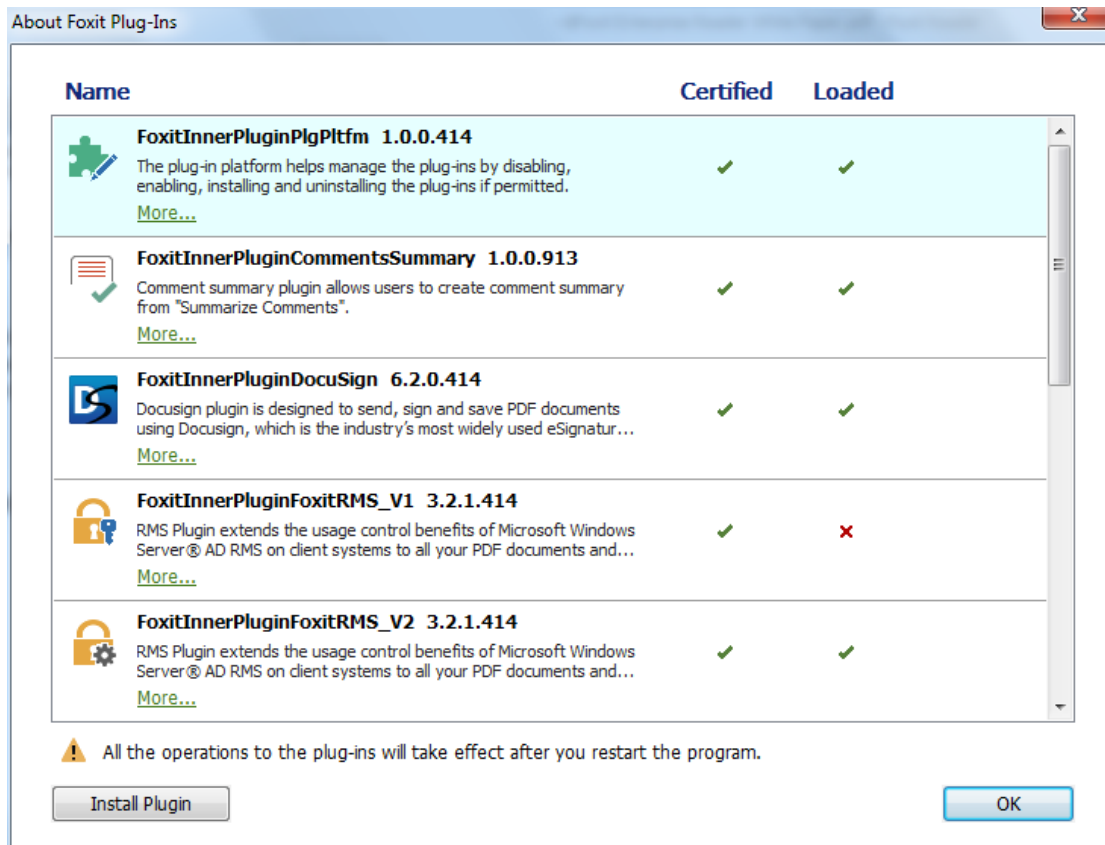 About Foxit Plug-Ins
Name Certified Loaded
FoxitInnerPluginPlgPltfm 1.0.0.414
The plug-in platform helps manage the plug-ins by disabling,
enabling, installing and uninstalling the plug-ins if permitted.
More...
FoxitInnerPluginCommentsSummary 1.0.0.913
Comment summary plugin allows users to create comment summary
from "Summarize Comments".
More...
DS
FoxitInnerPluginDocuSign 6.2.0.414
Docusign plugin is designed to send, sign and save PDF documents
using Docusign, which is the industry's most widely used eSignatur...
More...
FoxitInnerPluginFoxitRMS_V1 3.2.1.414
RMS Plugin extends the usage control benefits of Microsoft Windows
Server® AD RMS on client systems to all your PDF documents and...
More...
FoxitInnerPluginFoxitRMS_V2 3.2.1.414
RMS Plugin extends the usage control benefits of Microsoft Windows
Server® AD RMS on client systems to all your PDF documents and...
More...
All the operations to the plug-ins will take effect after you restart the program.
Install Plugin OK